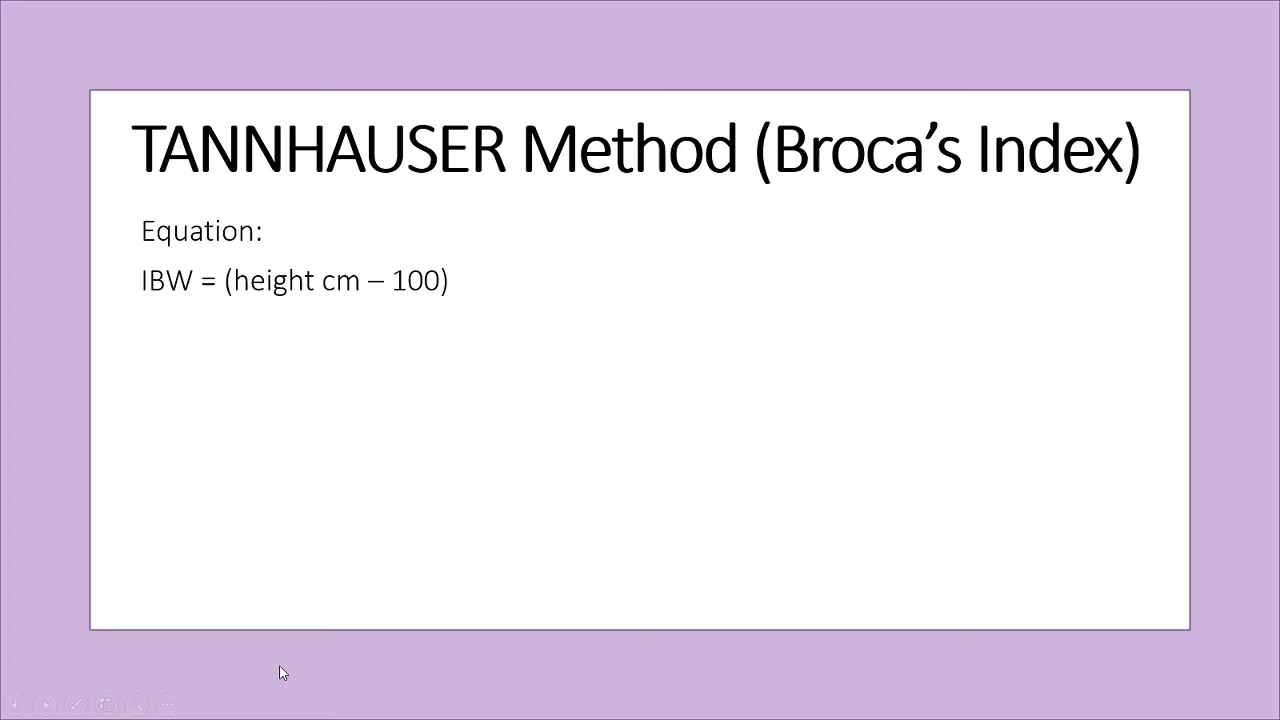 TANNHAUSER Method (Broca’s Index)
Equation:
IBW = (height cm – 100)